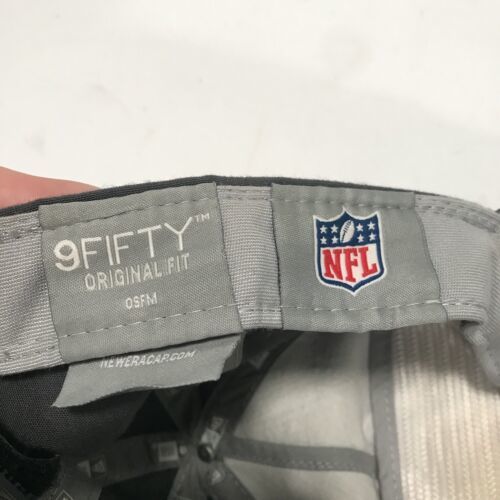 9FIFTY™
ORIGINAL FIT
OSFM
NEWERACAP.COM
NFL